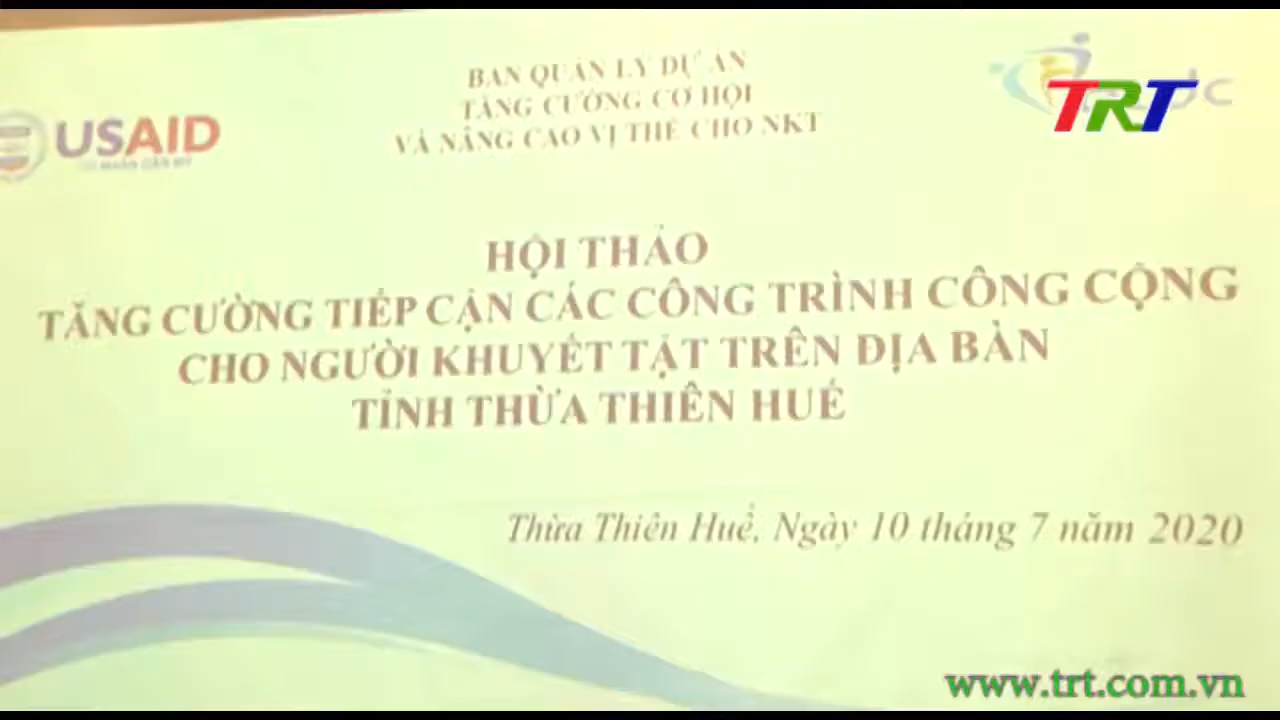 BAN QUẢN LÝ DỰ ÁN
TĂNG CƯỜNG CƠ HỘI
VÀ NÂNG CAO VỊ THẾ CHO NKT
USAID
TRT
HỘI THẢO
TĂNG CƯỜNG TIẾP CẬN CÁC CÔNG TRÌNH CÔNG CỘNG
CHO NGƯỜI KHUYẾT TẬT TRÊN ĐỊA BÀN
TỈNH THỪA THIÊN HUẾ
Thừa Thiên Huế, Ngày 10 tháng 7 năm 2020
www.trt.com.vn